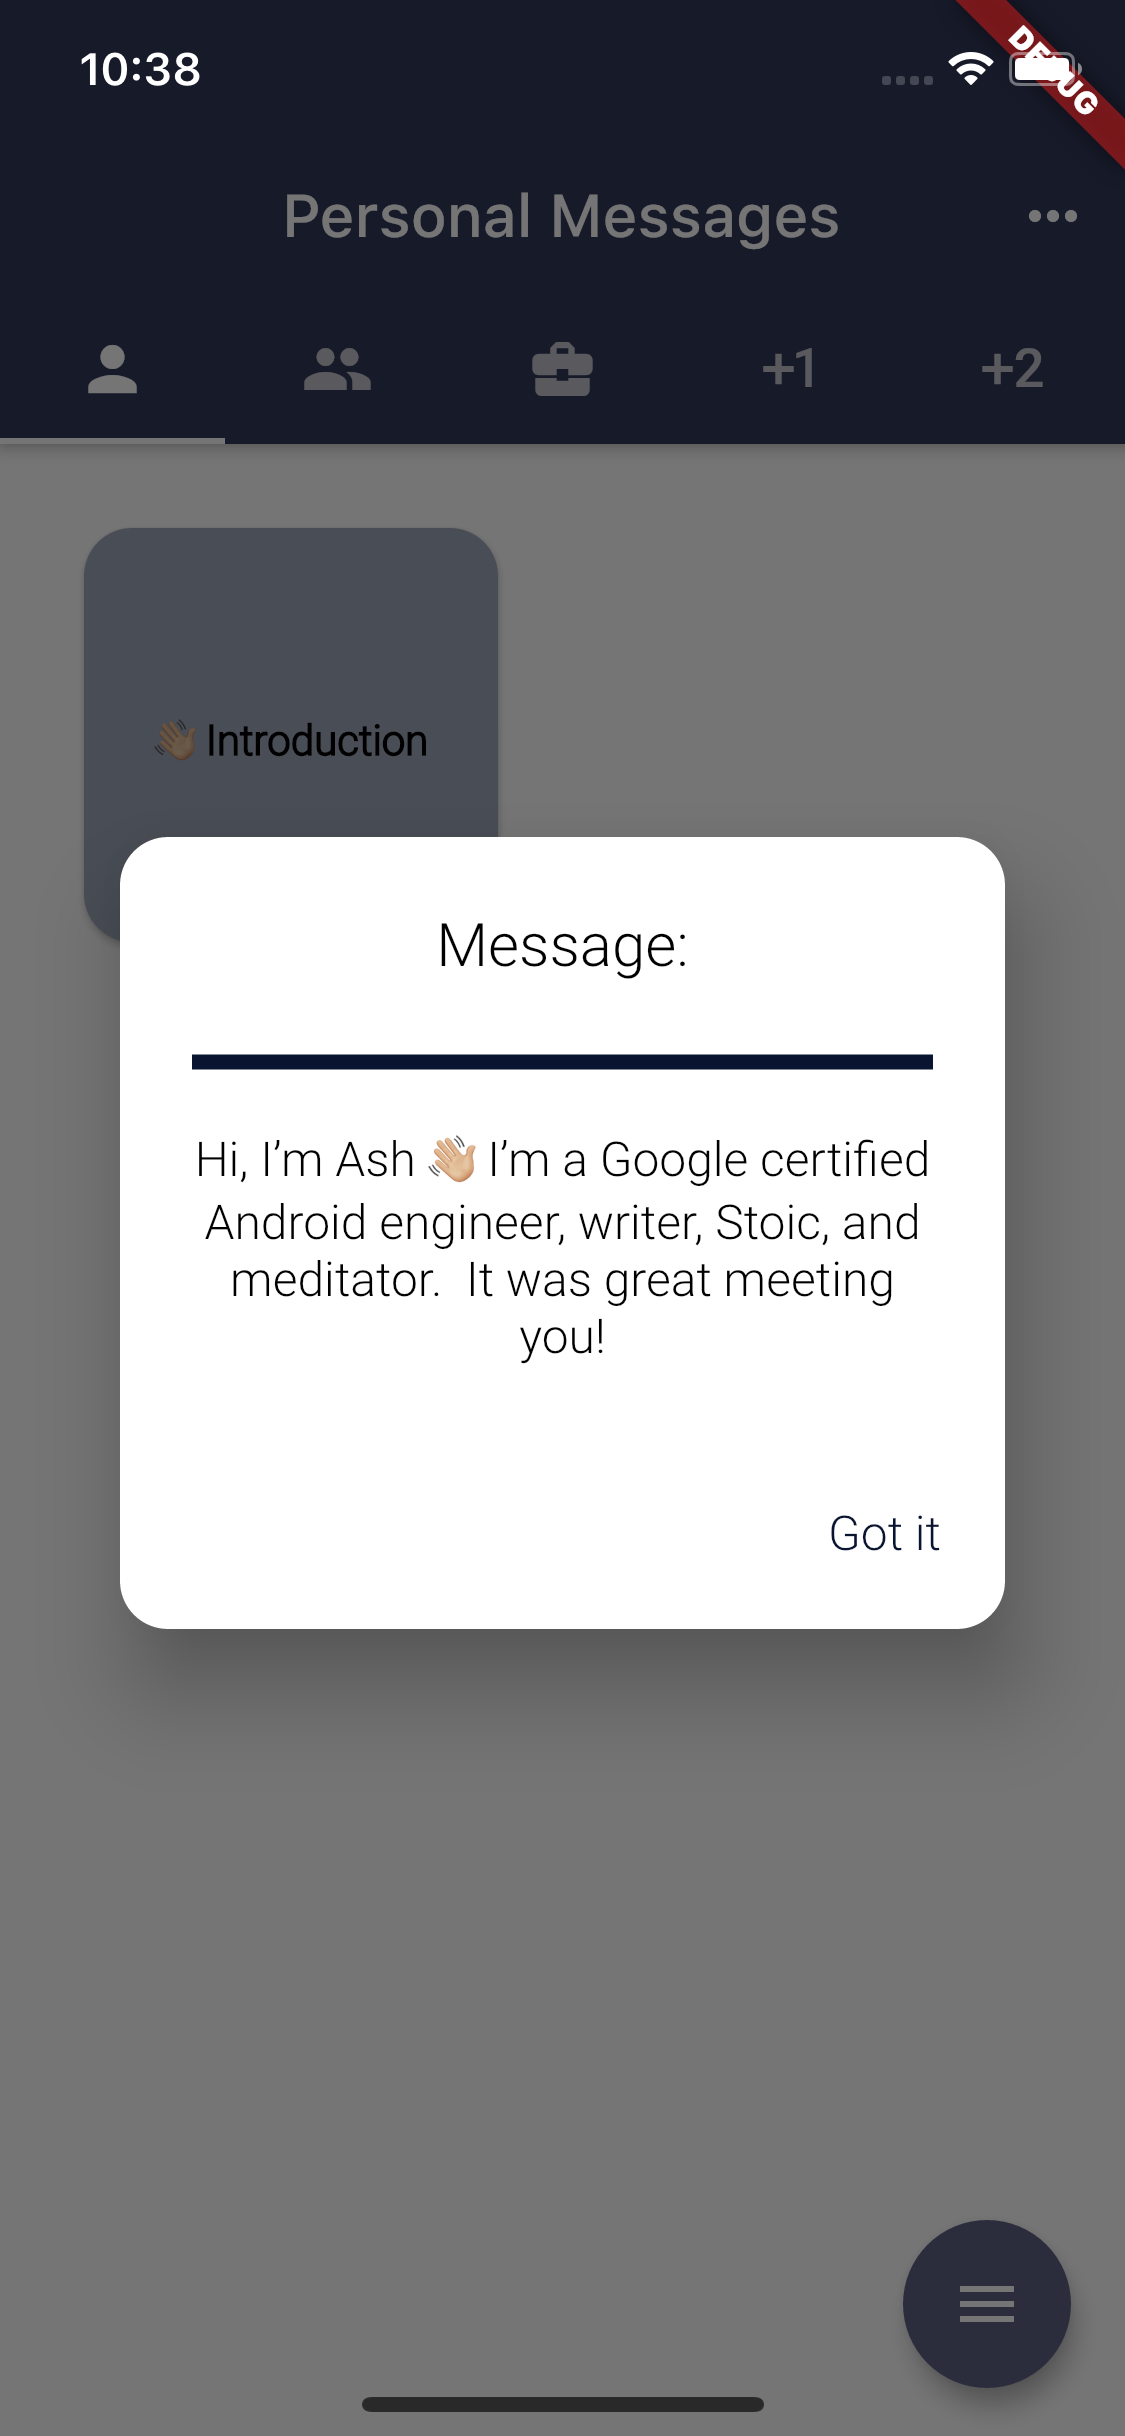 10:38
DEBUG
Personal Messages
+1 +2
👋🏼 Introduction
Message:
Hi, I’m Ash 👋🏼 I’m a Google certified
Android engineer, writer, Stoic, and
meditator.  It was great meeting
you!
Got it